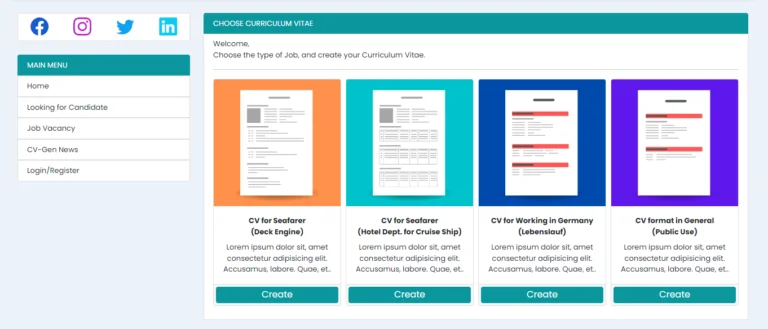 MAIN MENU
Home
Looking for Candidate
Job Vacancy
CV-Gen News
Login/Register
CHOOSE CURRICULUM VITAE
Welcome,
Choose the type of Job, and create your Curriculum Vitae.
CV for Seafarer
(Deck Engine)
Lorem ipsum dolor sit, amet
consectetur adipisicing elit.
Accusamus, labore. Quae, et..
Create
CV for Seafarer
(Hotel Dept. for Cruise Ship)
Lorem ipsum dolor sit, amet
consectetur adipisicing elit.
Accusamus, labore. Quae, et..
Create
CV for Working in Germany
(Lebenslauf)
Lorem ipsum dolor sit, amet
consectetur adipisicing elit.
Accusamus, labore. Quae, et..
Create
CV format in General
(Public Use)
Lorem ipsum dolor sit, amet
consectetur adipisicing elit.
Accusamus, labore. Quae, et..
Create